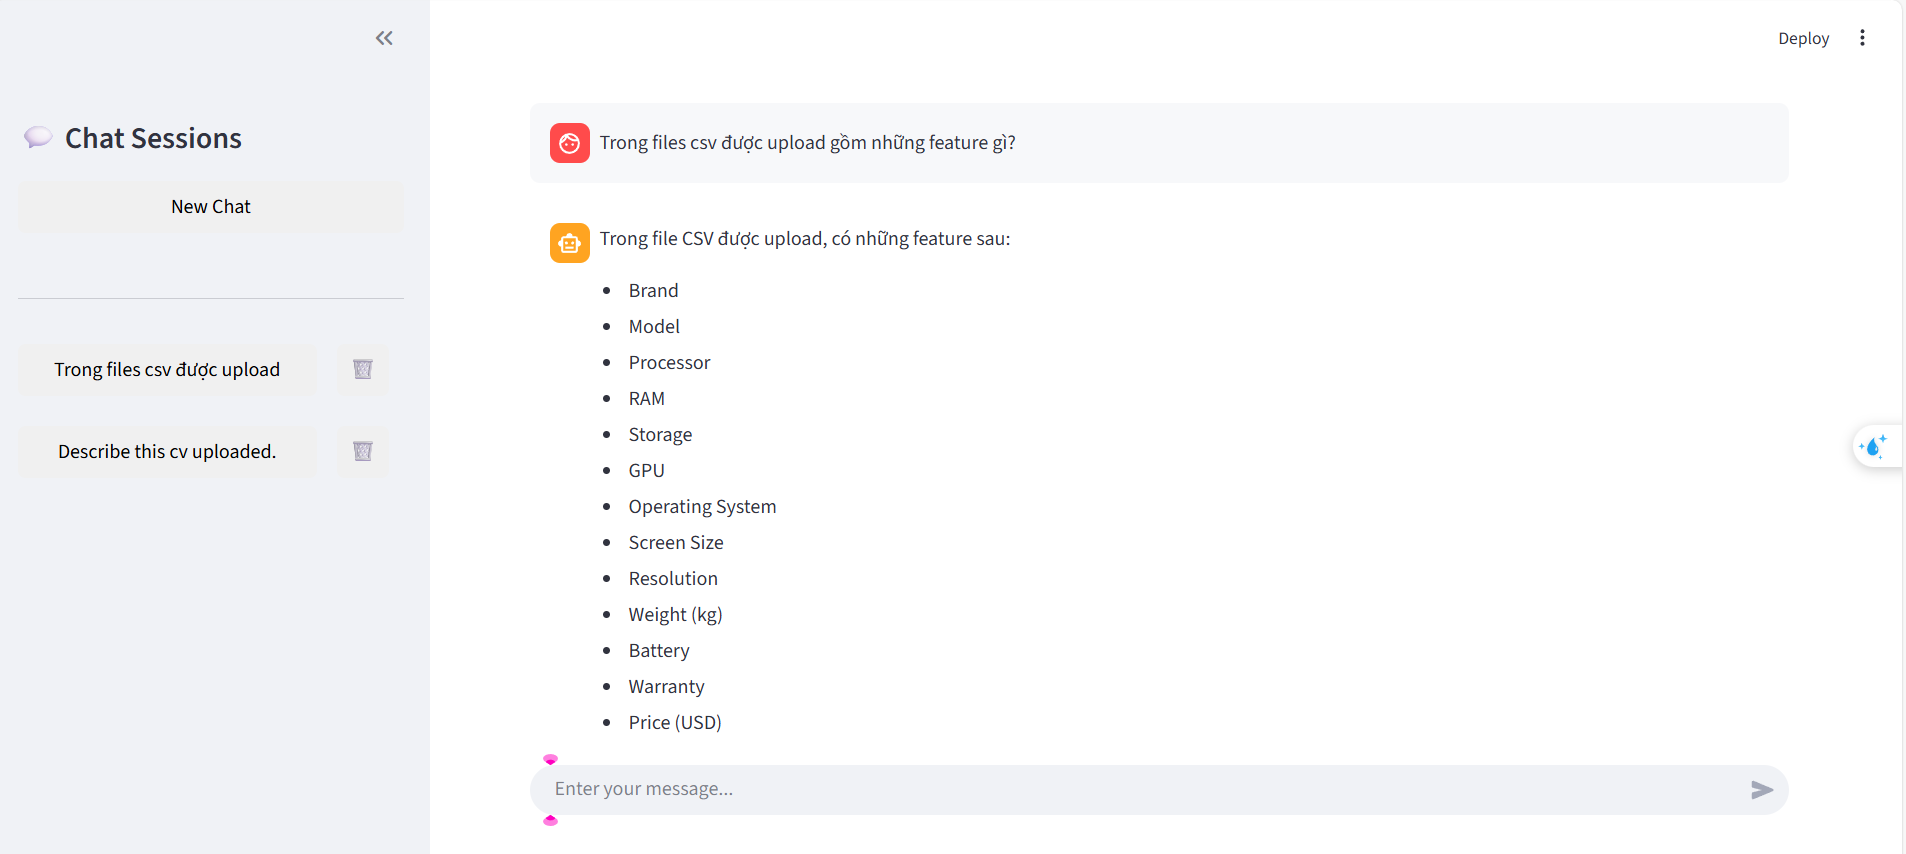 Deploy
Chat Sessions
New Chat
Trong files csv được upload
Describe this cv uploaded.
Trong files csv được upload gồm những feature gì?
Trong file CSV được upload, có những feature sau:
Brand
Model
Processor
RAM
Storage
GPU
Operating System
Screen Size
Resolution
Weight (kg)
Battery
Warranty
Price (USD)
Enter your message...